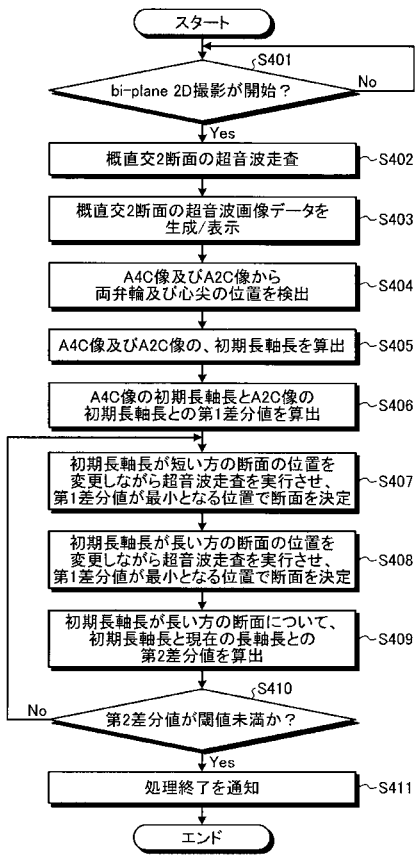 スタート
S401
bi-plane 2D撮影が開始？
No
Yes
概直交2断面の超音波走査
S402
概直交2断面の超音波画像データを
生成/表示
S403
A4C像及びA2C像から
両弁輪及び心尖の位置を検出
S404
A4C像及びA2C像の、初期長軸長を算出
S405
A4C像の初期長軸長とA2C像の
初期長軸長との第1差分値を算出
S406
初期長軸長が短い方の断面の位置を
変更しながら超音波走査を実行させ、
第1差分値が最小となる位置で断面を決定
S407
初期長軸長が長い方の断面の位置を
変更しながら超音波走査を実行させ、
第1差分値が最小となる位置で断面を決定
S408
初期長軸長が長い方の断面について、
初期長軸長と現在の長軸長との
第2差分値を算出
S409
S410
No
第2差分値が閾値未満か？
Yes
処理終了を通知
S411
エンド